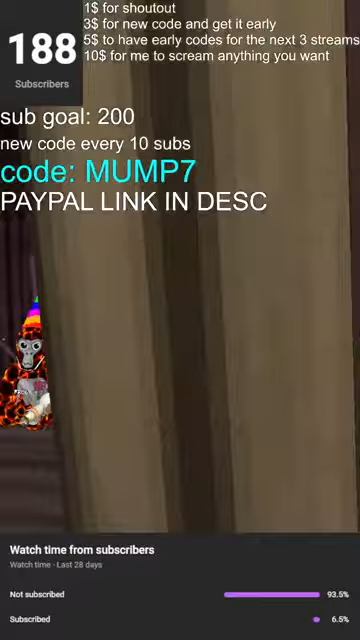 1$ for shoutout
3$ for new code and get it early
5$ to have early codes for the next 3 streams
10$ for me to scream anything you want
188
Subscribers
sub goal: 200
new code every 10 subs
code: MUMP7
PAYPAL LINK IN DESC
Watch time from subscribers
Watch time · Last 28 days
Not subscribed 93.5%
Subscribed 6.5%